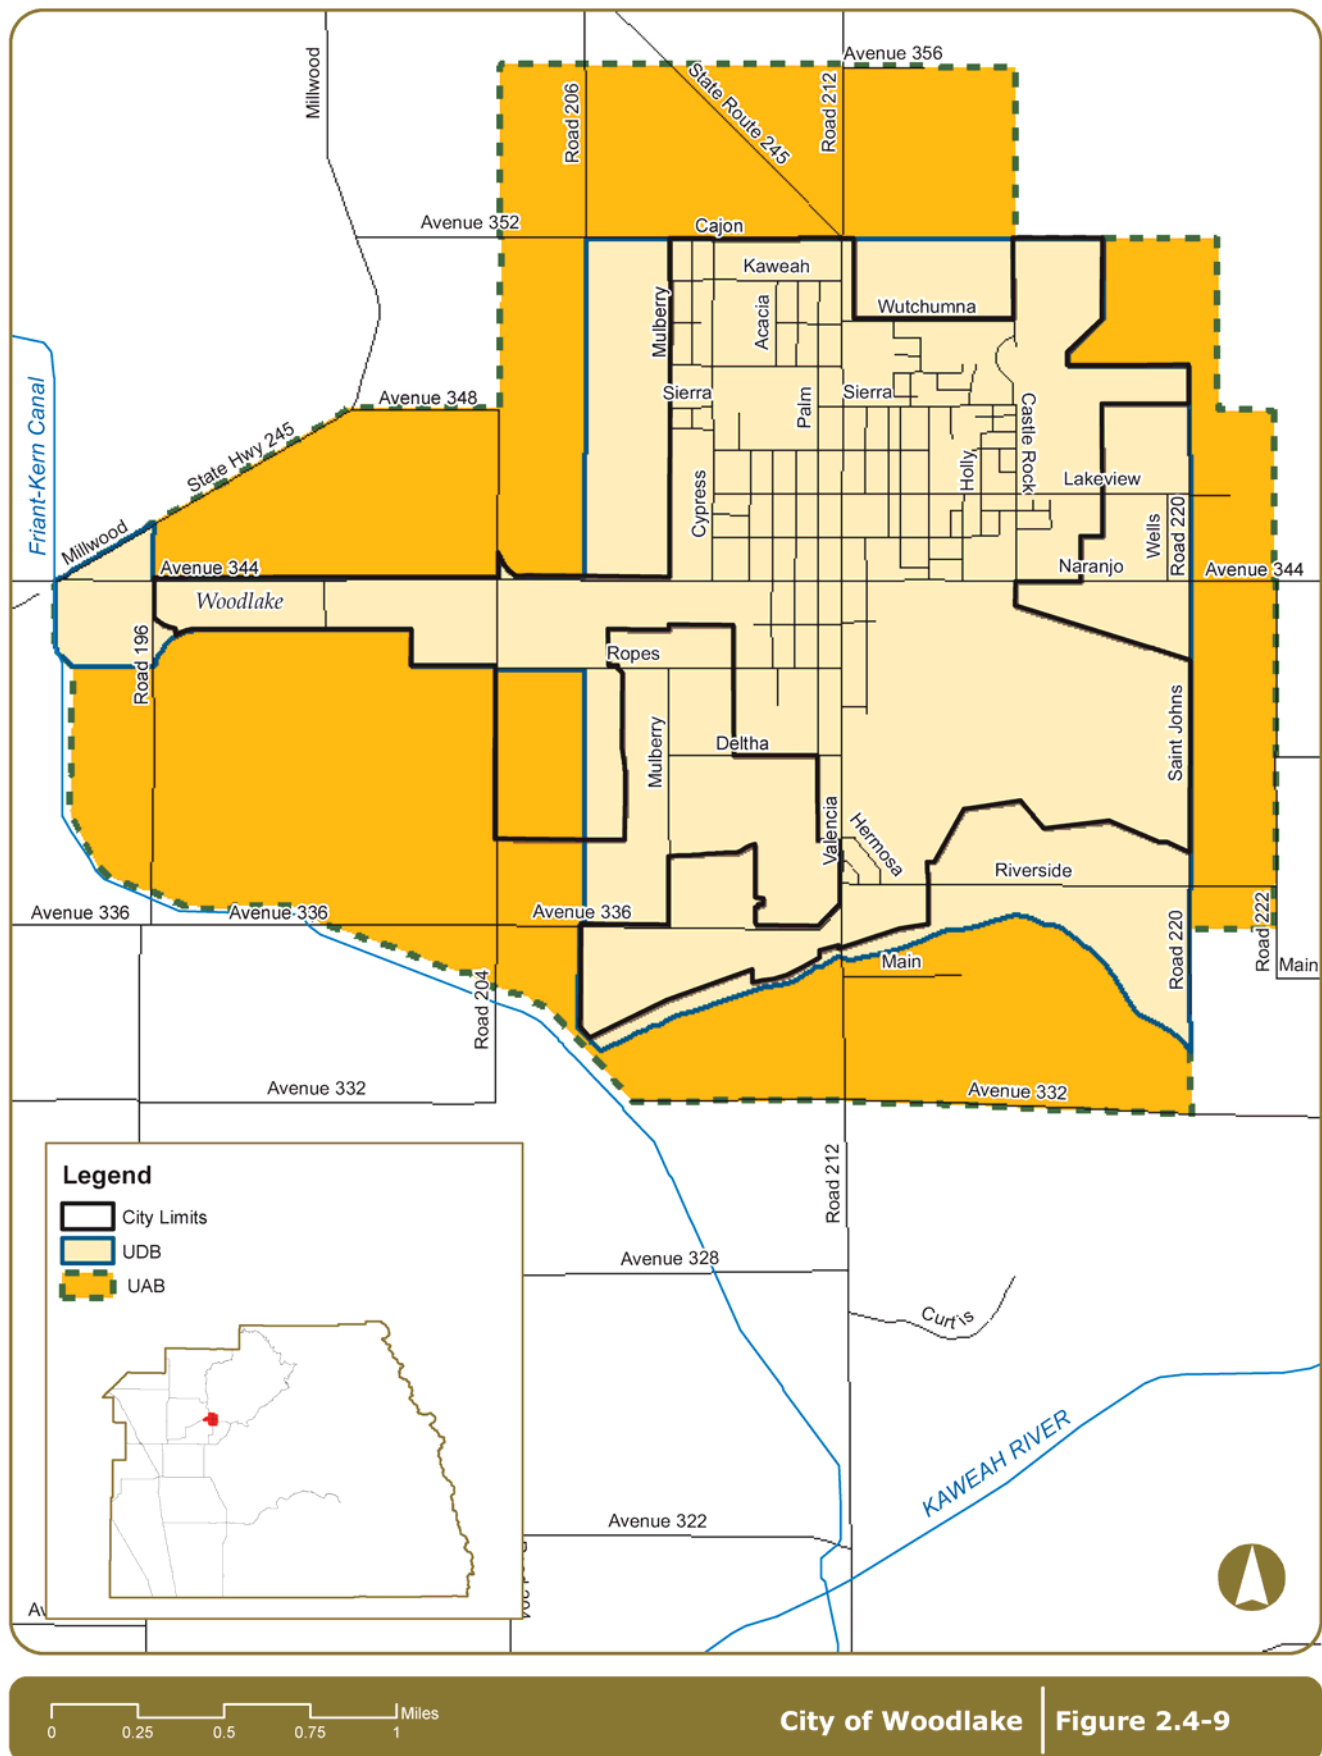 Avenue 356
Millwood
Road 206
State Route 245
Road 212
Avenue 352
Cajon
Kaweah
Mulberry
Acacia
Wutchumna
Friant-Kern Canal
Avenue 348
Sierra
Palm
Sierra
Castle Rock
State Hwy 245
Cypress
Holly
Lakeview
Wells
Road 220
Millwood
Avenue 344
Naranjo
Avenue 344
Woodlake
Road 196
Ropes
Mulberry
Deltha
Saint Johns
Valencia
Hermosa
Riverside
Avenue 336
Avenue 336
Avenue 336
Road 222
Road 220
Main
Main
Road 204
Avenue 332
Avenue 332
Road 212
Legend
City Limits
UDB
UAB
Avenue 328
Curtis
KAWEAH RIVER
Avenue 322
0 0.25 0.5 0.75 1 Miles
City of Woodlake
Figure 2.4-9